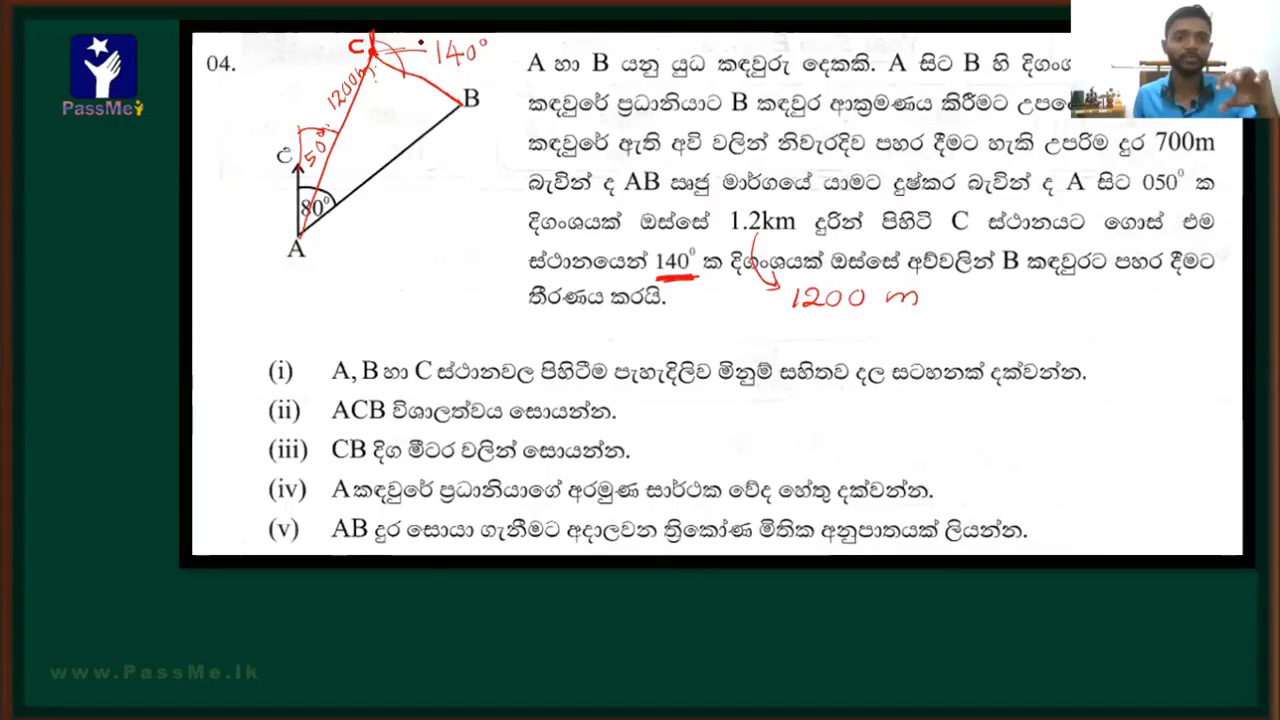 PassMe
04.
A හා B යනු යුධ කඳවුරු දෙකකි. A සිට B හි
කඳවුරේ ප්‍රධානියාට B කඳවුර ආක්‍රමණය කිරීමට
කඳවුරේ ඇති අවි වලින් නිවැරදිව පහර දීමට හැකි උපරිම දුර 700m
බැවින් ද AB ඍජු මාර්ගයේ යාමට දුෂ්කර බැවින් ද A සිට 050⁰ ක
දිගංශයක් ඔස්සේ 1.2km දුරින් පිහිටි C ස්ථානයට ගොස් එම
ස්ථානයෙන් 140⁰ ක දිගංශයක් ඔස්සේ අව්වලින් B කඳවුරට පහර දීමට
තීරණය කරයි.
1200 m
C
140°
1200m
B
උ
50°
80°
A
(i) A, B හා C ස්ථානවල පිහිටීම පැහැදිලිව මිනුම් සහිතව දල සටහනක් දක්වන්න.
(ii) ACB විශාලත්වය සොයන්න.
(iii) CB දිග මීටර වලින් සොයන්න.
(iv) A කඳවුරේ ප්‍රධානියාගේ අරමුණ සාර්ථක වේද හේතු දක්වන්න.
(v) AB දුර සොයා ගැනීමට අදාලවන ත්‍රිකෝණ මිතික අනුපාතයක් ලියන්න.
www.PassMe.lk